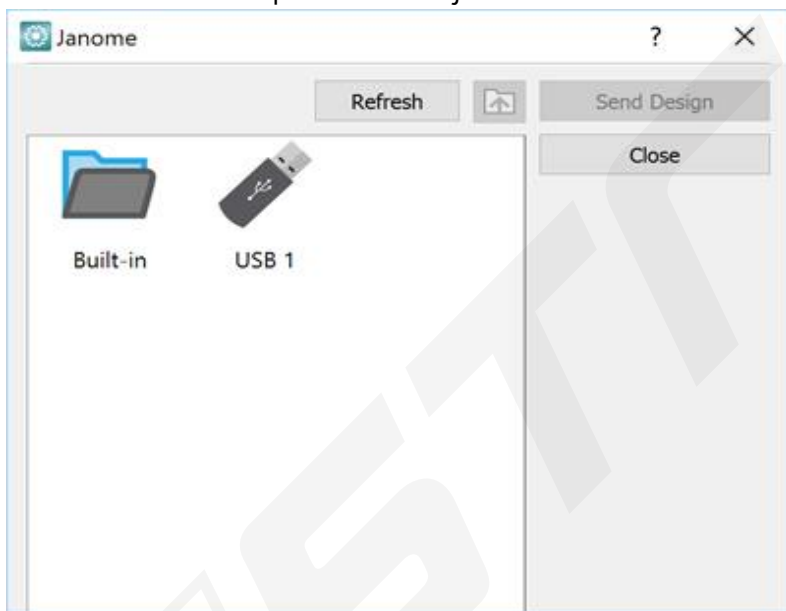 Janome
?
Refresh
Send Design
Close
Built-in
USB 1